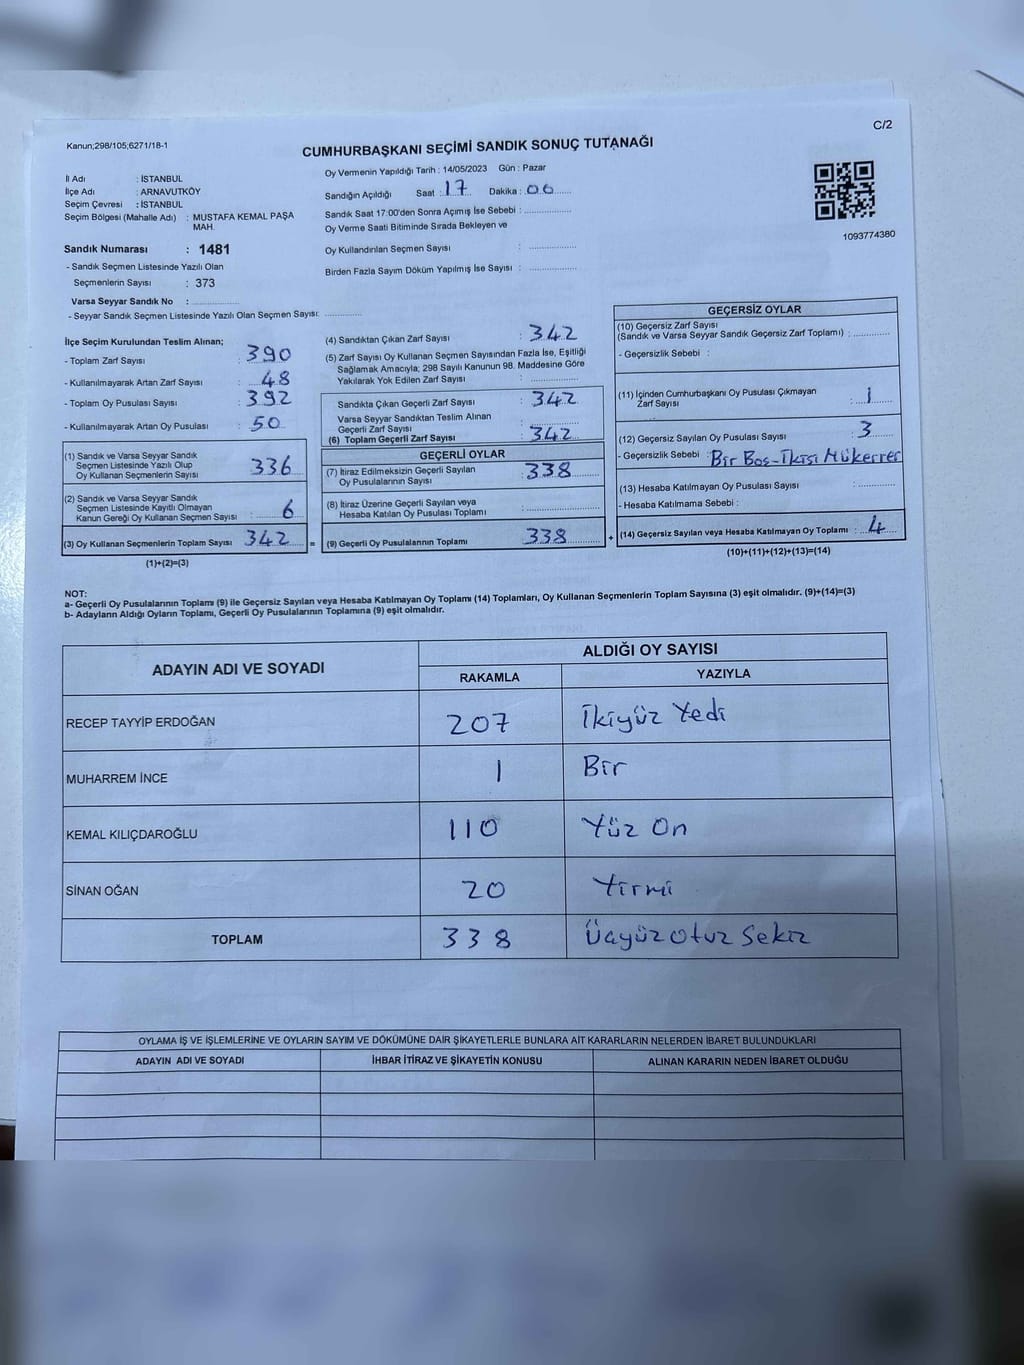 C/2
Kanun;298/105;6271/18-1
CUMHURBAŞKANI SEÇİMİ SANDIK SONUÇ TUTANAĞI
İl Adı : İSTANBUL
İlçe Adı : ARNAVUTKÖY
Seçim Çevresi : İSTANBUL
Seçim Bölgesi (Mahalle Adı) : MUSTAFA KEMAL PAŞA
MAH.
Sandık Numarası : 1481
- Sandık Seçmen Listesinde Yazılı Olan
Seçmenlerin Sayısı : 373
Varsa Seyyar Sandık No :
- Seyyar Sandık Seçmen Listesinde Yazılı Olan Seçmen Sayısı:
Oy Vermenin Yapıldığı Tarih : 14/05/2023 Gün : Pazar
Sandığın Açıldığı Saat : 17 Dakika : 06
Sandık Saat 17:00'den Sonra Açımış İse Sebebi :
Oy Verme Saati Bitiminde Sırada Bekleyen ve
Oy Kullandırılan Seçmen Sayısı :
Birden Fazla Sayım Döküm Yapılmış İse Sayısı :
1093774380
İlçe Seçim Kurulundan Teslim Alınan;
- Toplam Zarf Sayısı : 390
- Kullanılmayarak Artan Zarf Sayısı : 48
- Toplam Oy Pusulası Sayısı : 392
- Kullanılmayarak Artan Oy Pusulası : 50
(1) Sandık ve Varsa Seyyar Sandık
Seçmen Listesinde Yazılı Olup
Oy Kullanan Seçmenlerin Sayısı 336
(2) Sandık ve Varsa Seyyar Sandık
Seçmen Listesinde Kayıtlı Olmayan
Kanun Gereği Oy Kullanan Seçmen Sayısı : 6
(3) Oy Kullanan Seçmenlerin Toplam Sayısı 342 =
(1)+(2)=(3)
(4) Sandıktan Çıkan Zarf Sayısı : 342
(5) Zarf Sayısı Oy Kullanan Seçmen Sayısından Fazla İse, Eşitliği
Sağlamak Amacıyla; 298 Sayılı Kanunun 98. Maddesine Göre
Yakılarak Yok Edilen Zarf Sayısı :
Sandıkta Çıkan Geçerli Zarf Sayısı : 342
Varsa Seyyar Sandıktan Teslim Alınan
Geçerli Zarf Sayısı :
(6) Toplam Geçerli Zarf Sayısı 342
GEÇERLİ OYLAR
(7) İtiraz Edilmeksizin Geçerli Sayılan
Oy Pusulalarının Sayısı : 338
(8) İtiraz Üzerine Geçerli Sayılan veya
Hesaba Katılan Oy Pusulası Toplamı :
(9) Geçerli Oy Pusulalarının Toplamı 338 +
GEÇERSİZ OYLAR
(10) Geçersiz Zarf Sayısı
(Sandık ve Varsa Seyyar Sandık Geçersiz Zarf Toplamı) :
- Geçersizlik Sebebi :
(11) İçinden Cumhurbaşkanı Oy Pusulası Çıkmayan
Zarf Sayısı : 1
(12) Geçersiz Sayılan Oy Pusulası Sayısı : 3
- Geçersizlik Sebebi : Bir Boş - İkisi Mükerrer
(13) Hesaba Katılmayan Oy Pusulası Sayısı :
- Hesaba Katılmama Sebebi :
(14) Geçersiz Sayılan veya Hesaba Katılmayan Oy Toplamı : 4
(10)+(11)+(12)+(13)=(14)
NOT:
a- Geçerli Oy Pusulalarının Toplamı (9) ile Geçersiz Sayılan veya Hesaba Katılmayan Oy Toplamı (14) Toplamları, Oy Kullanan Seçmenlerin Toplam Sayısına (3) eşit olmalıdır. (9)+(14)=(3)
b- Adayların Aldığı Oyların Toplamı, Geçerli Oy Pusulalarının Toplamına (9) eşit olmalıdır.
ADAYIN ADI VE SOYADI ALDIĞI OY SAYISI
RAKAMLA YAZIYLA
RECEP TAYYİP ERDOĞAN 207 İkiyüz Yedi
MUHARREM İNCE 1 Bir
KEMAL KILIÇDAROĞLU 110 Yüz On
SİNAN OĞAN 20 Yirmi
TOPLAM 338 Üçyüz Otuz Sekiz
OYLAMA İŞ VE İŞLEMLERİNE VE OYLARIN SAYIM VE DÖKÜMÜNE DAİR ŞİKAYETLERLE BUNLARA AİT KARARLARIN NELERDEN İBARET BULUNDUKLARI
ADAYIN ADI VE SOYADI İHBAR İTİRAZ VE ŞİKAYETİN KONUSU ALINAN KARARIN NEDEN İBARET OLDUĞU